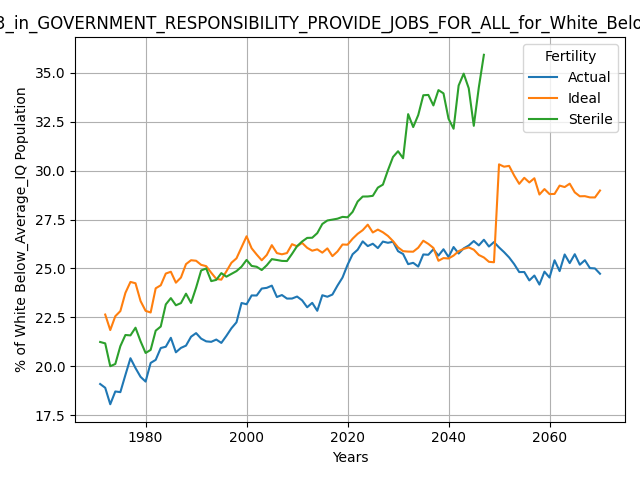 3_in_GOVERNMENT_RESPONSIBILITY_PROVIDE_JOBS_FOR_ALL_for_White_Belo
% of White Below_Average_IQ Population
35.0
32.5
30.0
27.5
25.0
22.5
20.0
17.5
Fertility
Actual
Ideal
Sterile
1980
2000
2020
2040
2060
Years